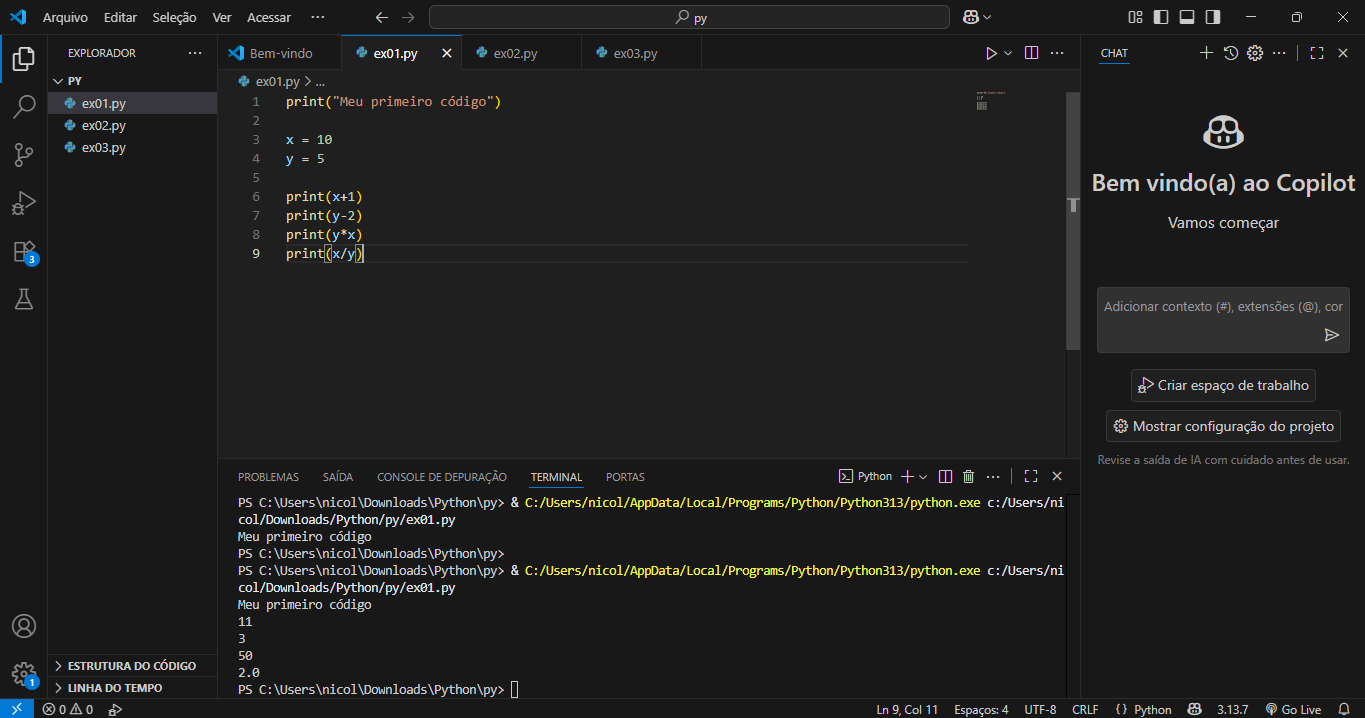 Arquivo Editar Seleção Ver Acessar ··· py
EXPLORADOR ···
PY
ex01.py
ex02.py
ex03.py
3
1
ESTRUTURA DO CÓDIGO
LINHA DO TEMPO
Bem-vindo ex01.py ex02.py ex03.py
ex01.py > ...
1 print("Meu primeiro código")
2
3 x = 10
4 y = 5
5
6 print(x+1)
7 print(y-2)
8 print(y*x)
9 print(x/y)
PROBLEMAS SAÍDA CONSOLE DE DEPURAÇÃO TERMINAL PORTAS Python
PS C:\Users\nicol\Downloads\Python\py> & C:/Users/nicol/AppData/Local/Programs/Python/Python313/python.exe c:/Users/ni
col/Downloads/Python/py/ex01.py
Meu primeiro código
PS C:\Users\nicol\Downloads\Python\py>
PS C:\Users\nicol\Downloads\Python\py> & C:/Users/nicol/AppData/Local/Programs/Python/Python313/python.exe c:/Users/ni
col/Downloads/Python/py/ex01.py
Meu primeiro código
11
3
50
2.0
PS C:\Users\nicol\Downloads\Python\py>
CHAT
Bem vindo(a) ao Copilot
Vamos começar
Adicionar contexto (#), extensões (@), cor
Criar espaço de trabalho
Mostrar configuração do projeto
Revise a saída de IA com cuidado antes de usar.
0 0 Ln 9, Col 11 Espaços: 4 UTF-8 CRLF {} Python 3.13.7 Go Live